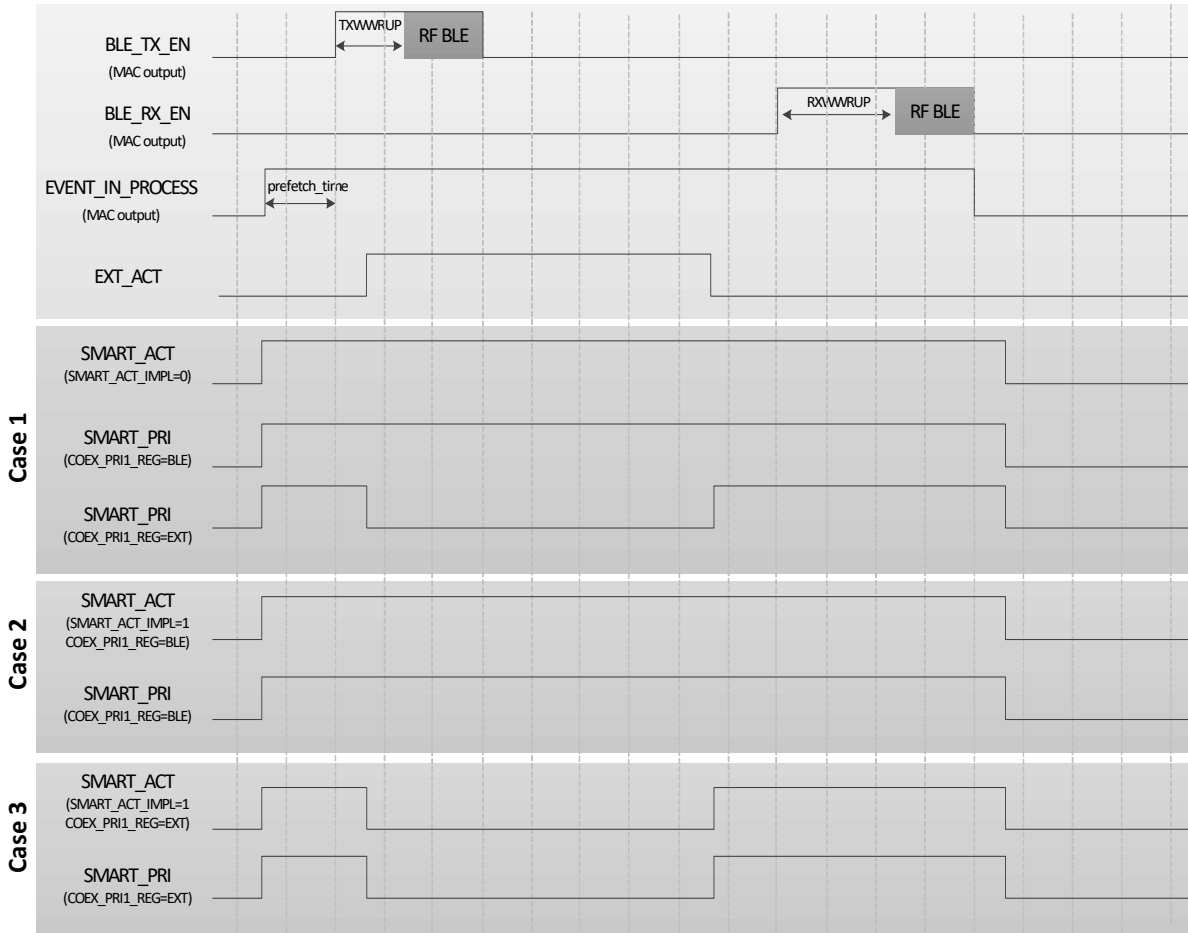 TXWWRUP
RF BLE
BLE_TX_EN
(MAC output)
RXWWRUP
RF BLE
BLE_RX_EN
(MAC output)
EVENT_IN_PROCESS
(MAC output)
prefetch_time
EXT_ACT
Case 1
SMART_ACT
(SMART_ACT_IMPL=0)
SMART_PRI
(COEX_PRI1_REG=BLE)
SMART_PRI
(COEX_PRI1_REG=EXT)
Case 2
SMART_ACT
(SMART_ACT_IMPL=1
COEX_PRI1_REG=BLE)
SMART_PRI
(COEX_PRI1_REG=BLE)
Case 3
SMART_ACT
(SMART_ACT_IMPL=1
COEX_PRI1_REG=EXT)
SMART_PRI
(COEX_PRI1_REG=EXT)